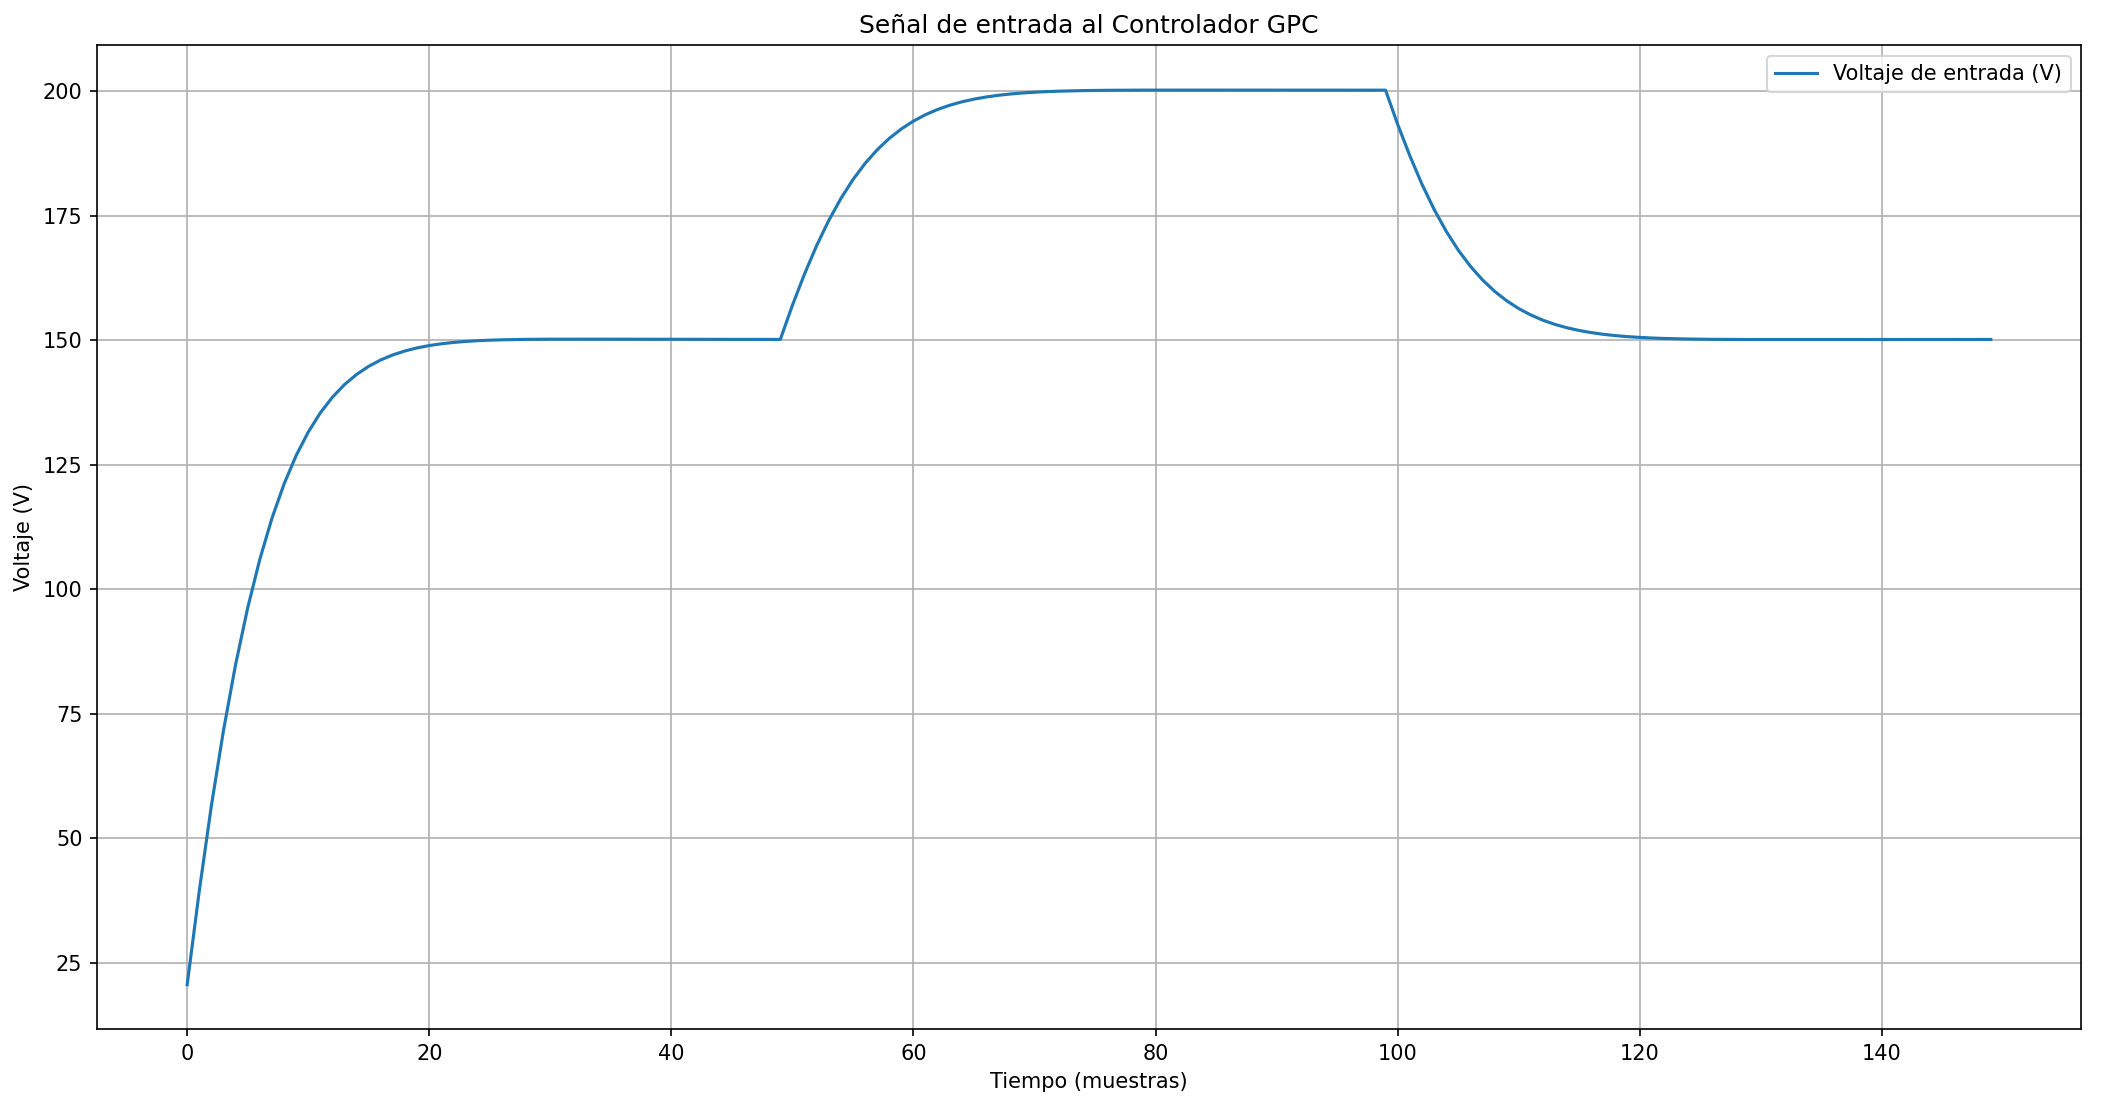 Señal de entrada al Controlador GPC
Voltaje de entrada (V)
200
175
150
125
100
75
50
25
Voltaje (V)
0 20 40 60 80 100 120 140
Tiempo (muestras)